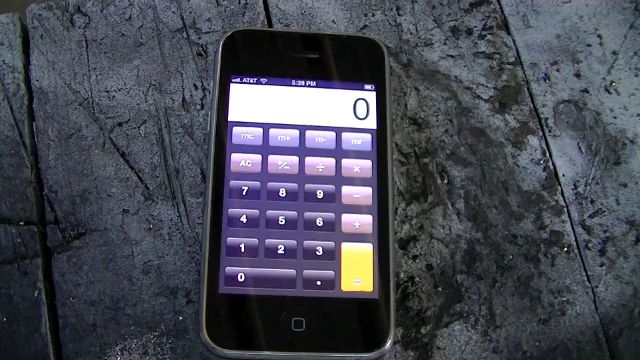 AT&T 5:39 PM
0
mc m+ m- mr
AC +/− ÷ ×
7 8 9 −
4 5 6 +
1 2 3
0 . =